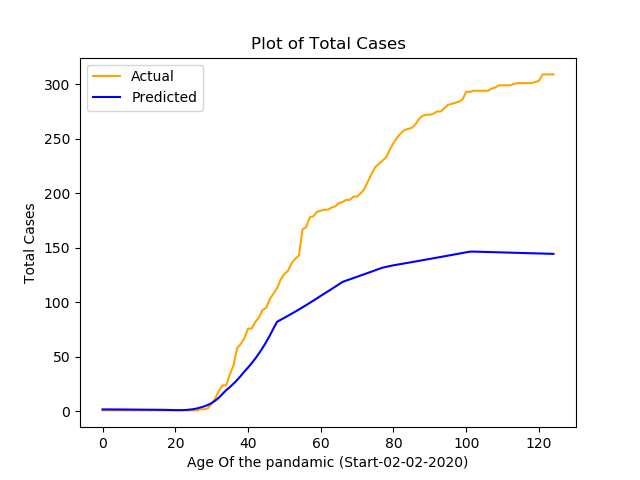 Plot of Total Cases
Actual
Predicted
300
250
200
150
100
50
0
Total Cases
0 20 40 60 80 100 120
Age Of the pandamic (Start-02-02-2020)